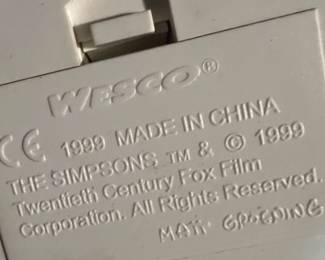 WESCO®
CE 1999 MADE IN CHINA
THE SIMPSONS TM & © 1999
Twentieth Century Fox Film
Corporation. All Rights Reserved.
MATT GROENING